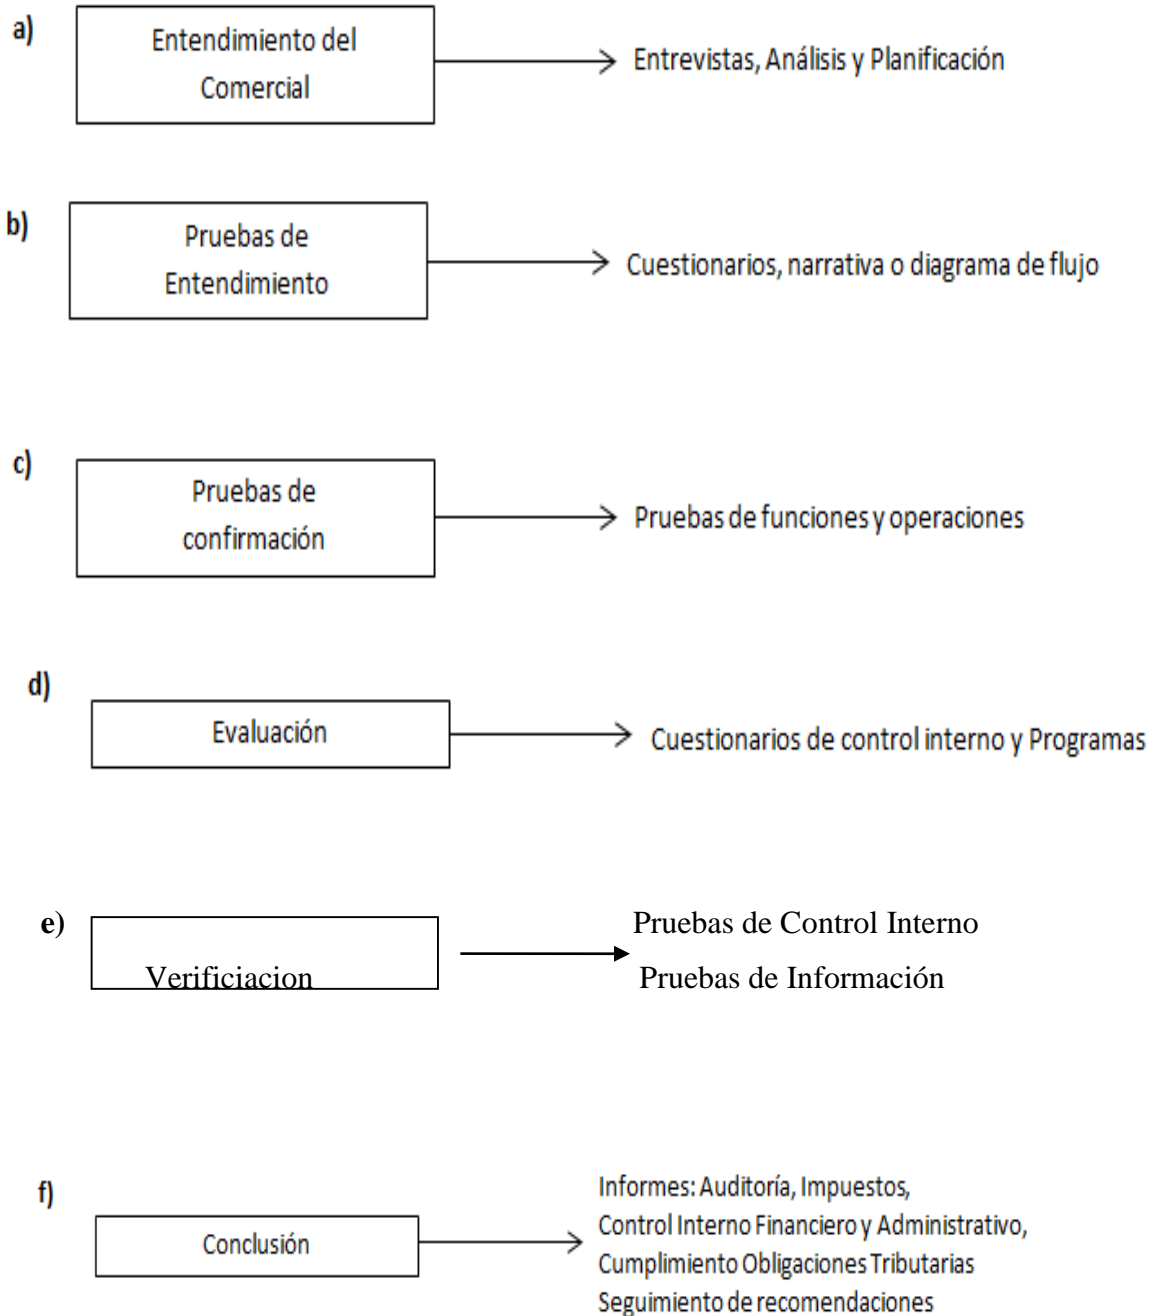 a)
Entendimiento del
Comercial
Entrevistas, Análisis y Planificación
b)
Pruebas de
Entendimiento
Cuestionarios, narrativa o diagrama de flujo
c)
Pruebas de
confirmación
Pruebas de funciones y operaciones
d)
Evaluación
Cuestionarios de control interno y Programas
e)
Verificiacion
Pruebas de Control Interno
Pruebas de Información
f)
Conclusión
Informes: Auditoría, Impuestos,
Control Interno Financiero y Administrativo,
Cumplimiento Obligaciones Tributarias
Seguimiento de recomendaciones